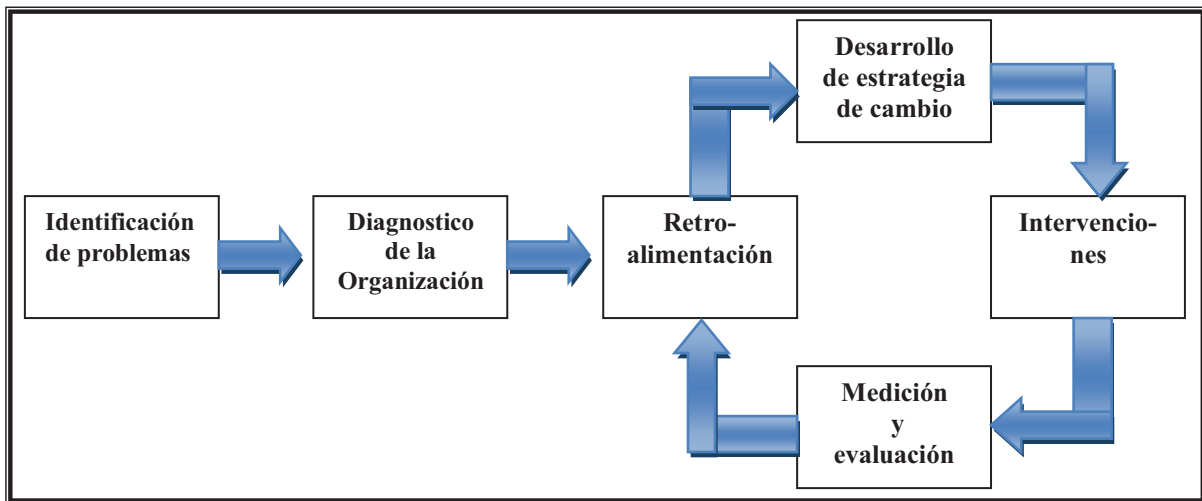 Identificación
de problemas
Diagnostico
de la
Organización
Retro-
alimentación
Desarrollo
de estrategia
de cambio
Intervencio-
nes
Medición
y
evaluación